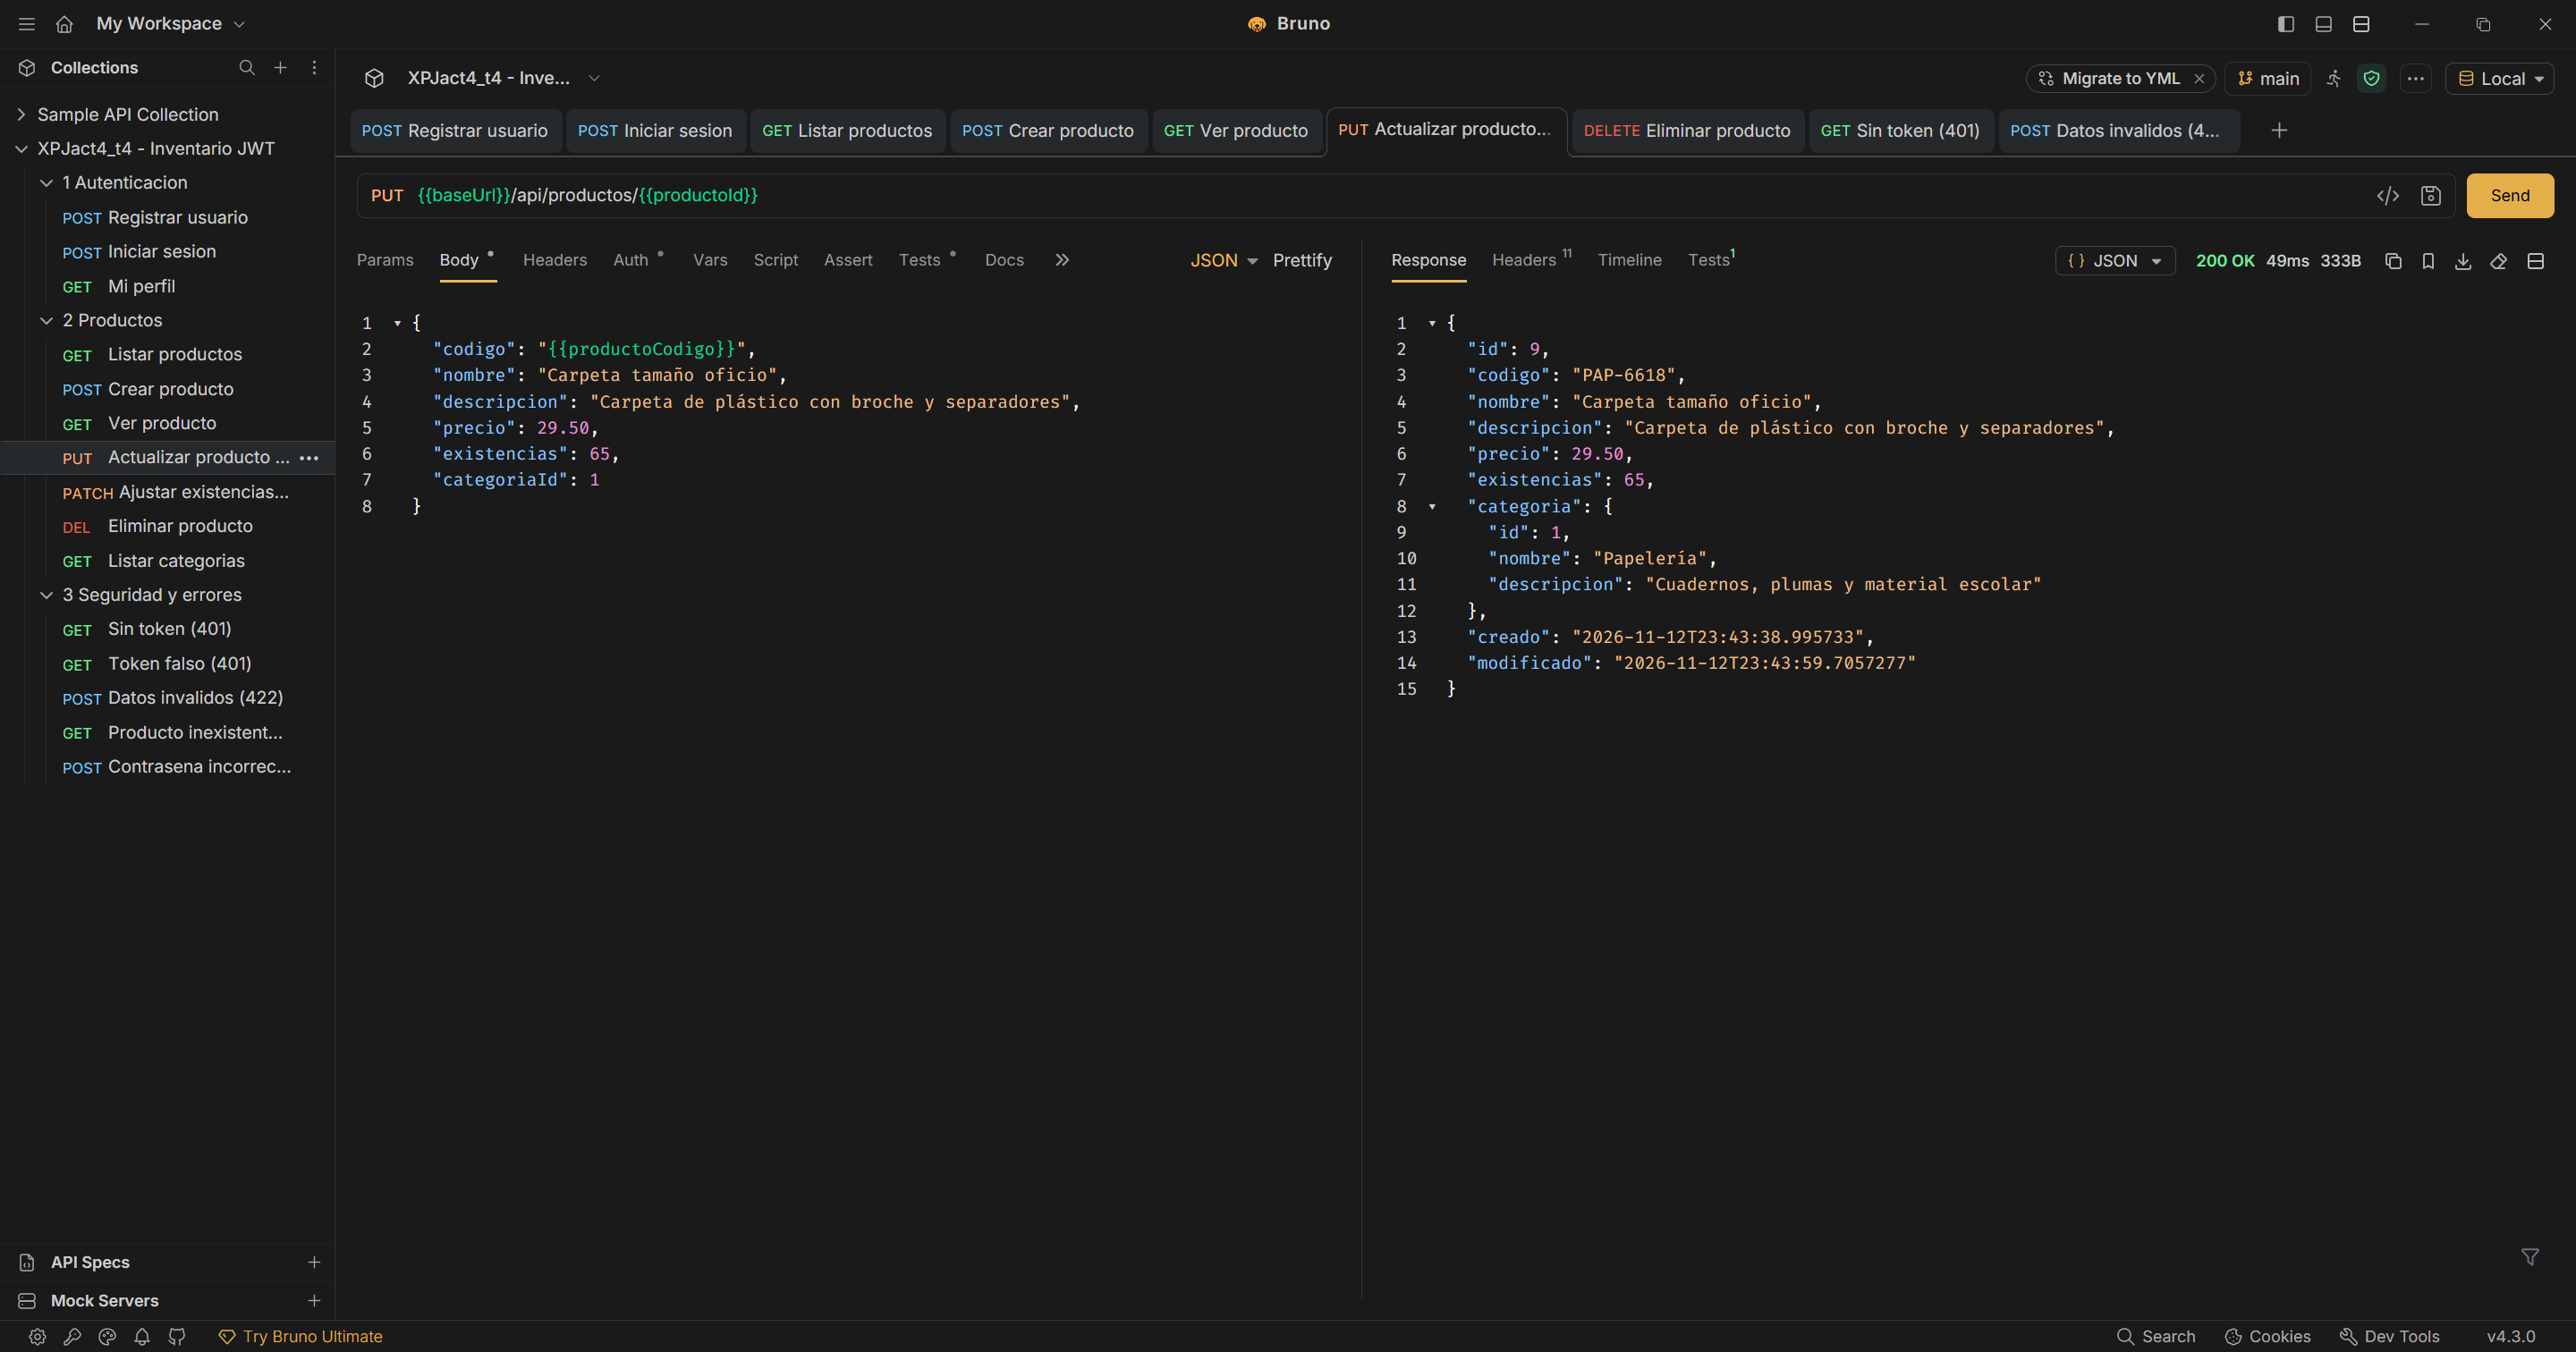 My Workspace
Bruno
Collections
XPJact4_t4 - Inve...
Migrate to YML
main
Local
Sample API Collection
XPJact4_t4 - Inventario JWT
1 Autenticacion
POST Registrar usuario
POST Iniciar sesion
GET Mi perfil
2 Productos
GET Listar productos
POST Crear producto
GET Ver producto
PUT Actualizar producto ...
PATCH Ajustar existencias...
DEL Eliminar producto
GET Listar categorias
3 Seguridad y errores
GET Sin token (401)
GET Token falso (401)
POST Datos invalidos (422)
GET Producto inexistent...
POST Contrasena incorrec...
API Specs
Mock Servers
POST Registrar usuario
POST Iniciar sesion
GET Listar productos
POST Crear producto
GET Ver producto
PUT Actualizar producto...
DELETE Eliminar producto
GET Sin token (401)
POST Datos invalidos (4...
PUT {{baseUrl}}/api/productos/{{productoId}}
Send
Params Body Headers Auth Vars Script Assert Tests Docs
JSON Prettify
1 {
2 "codigo": "{{productoCodigo}}",
3 "nombre": "Carpeta tamaño oficio",
4 "descripcion": "Carpeta de plástico con broche y separadores",
5 "precio": 29.50,
6 "existencias": 65,
7 "categoriaId": 1
8 }
Response Headers 11 Timeline Tests 1
{ } JSON
200 OK 49ms 333B
1 {
2 "id": 9,
3 "codigo": "PAP-6618",
4 "nombre": "Carpeta tamaño oficio",
5 "descripcion": "Carpeta de plástico con broche y separadores",
6 "precio": 29.50,
7 "existencias": 65,
8 "categoria": {
9 "id": 1,
10 "nombre": "Papelería",
11 "descripcion": "Cuadernos, plumas y material escolar"
12 },
13 "creado": "2026-11-12T23:43:38.995733",
14 "modificado": "2026-11-12T23:43:59.7057277"
15 }
Try Bruno Ultimate
Search
Cookies
Dev Tools
v4.3.0